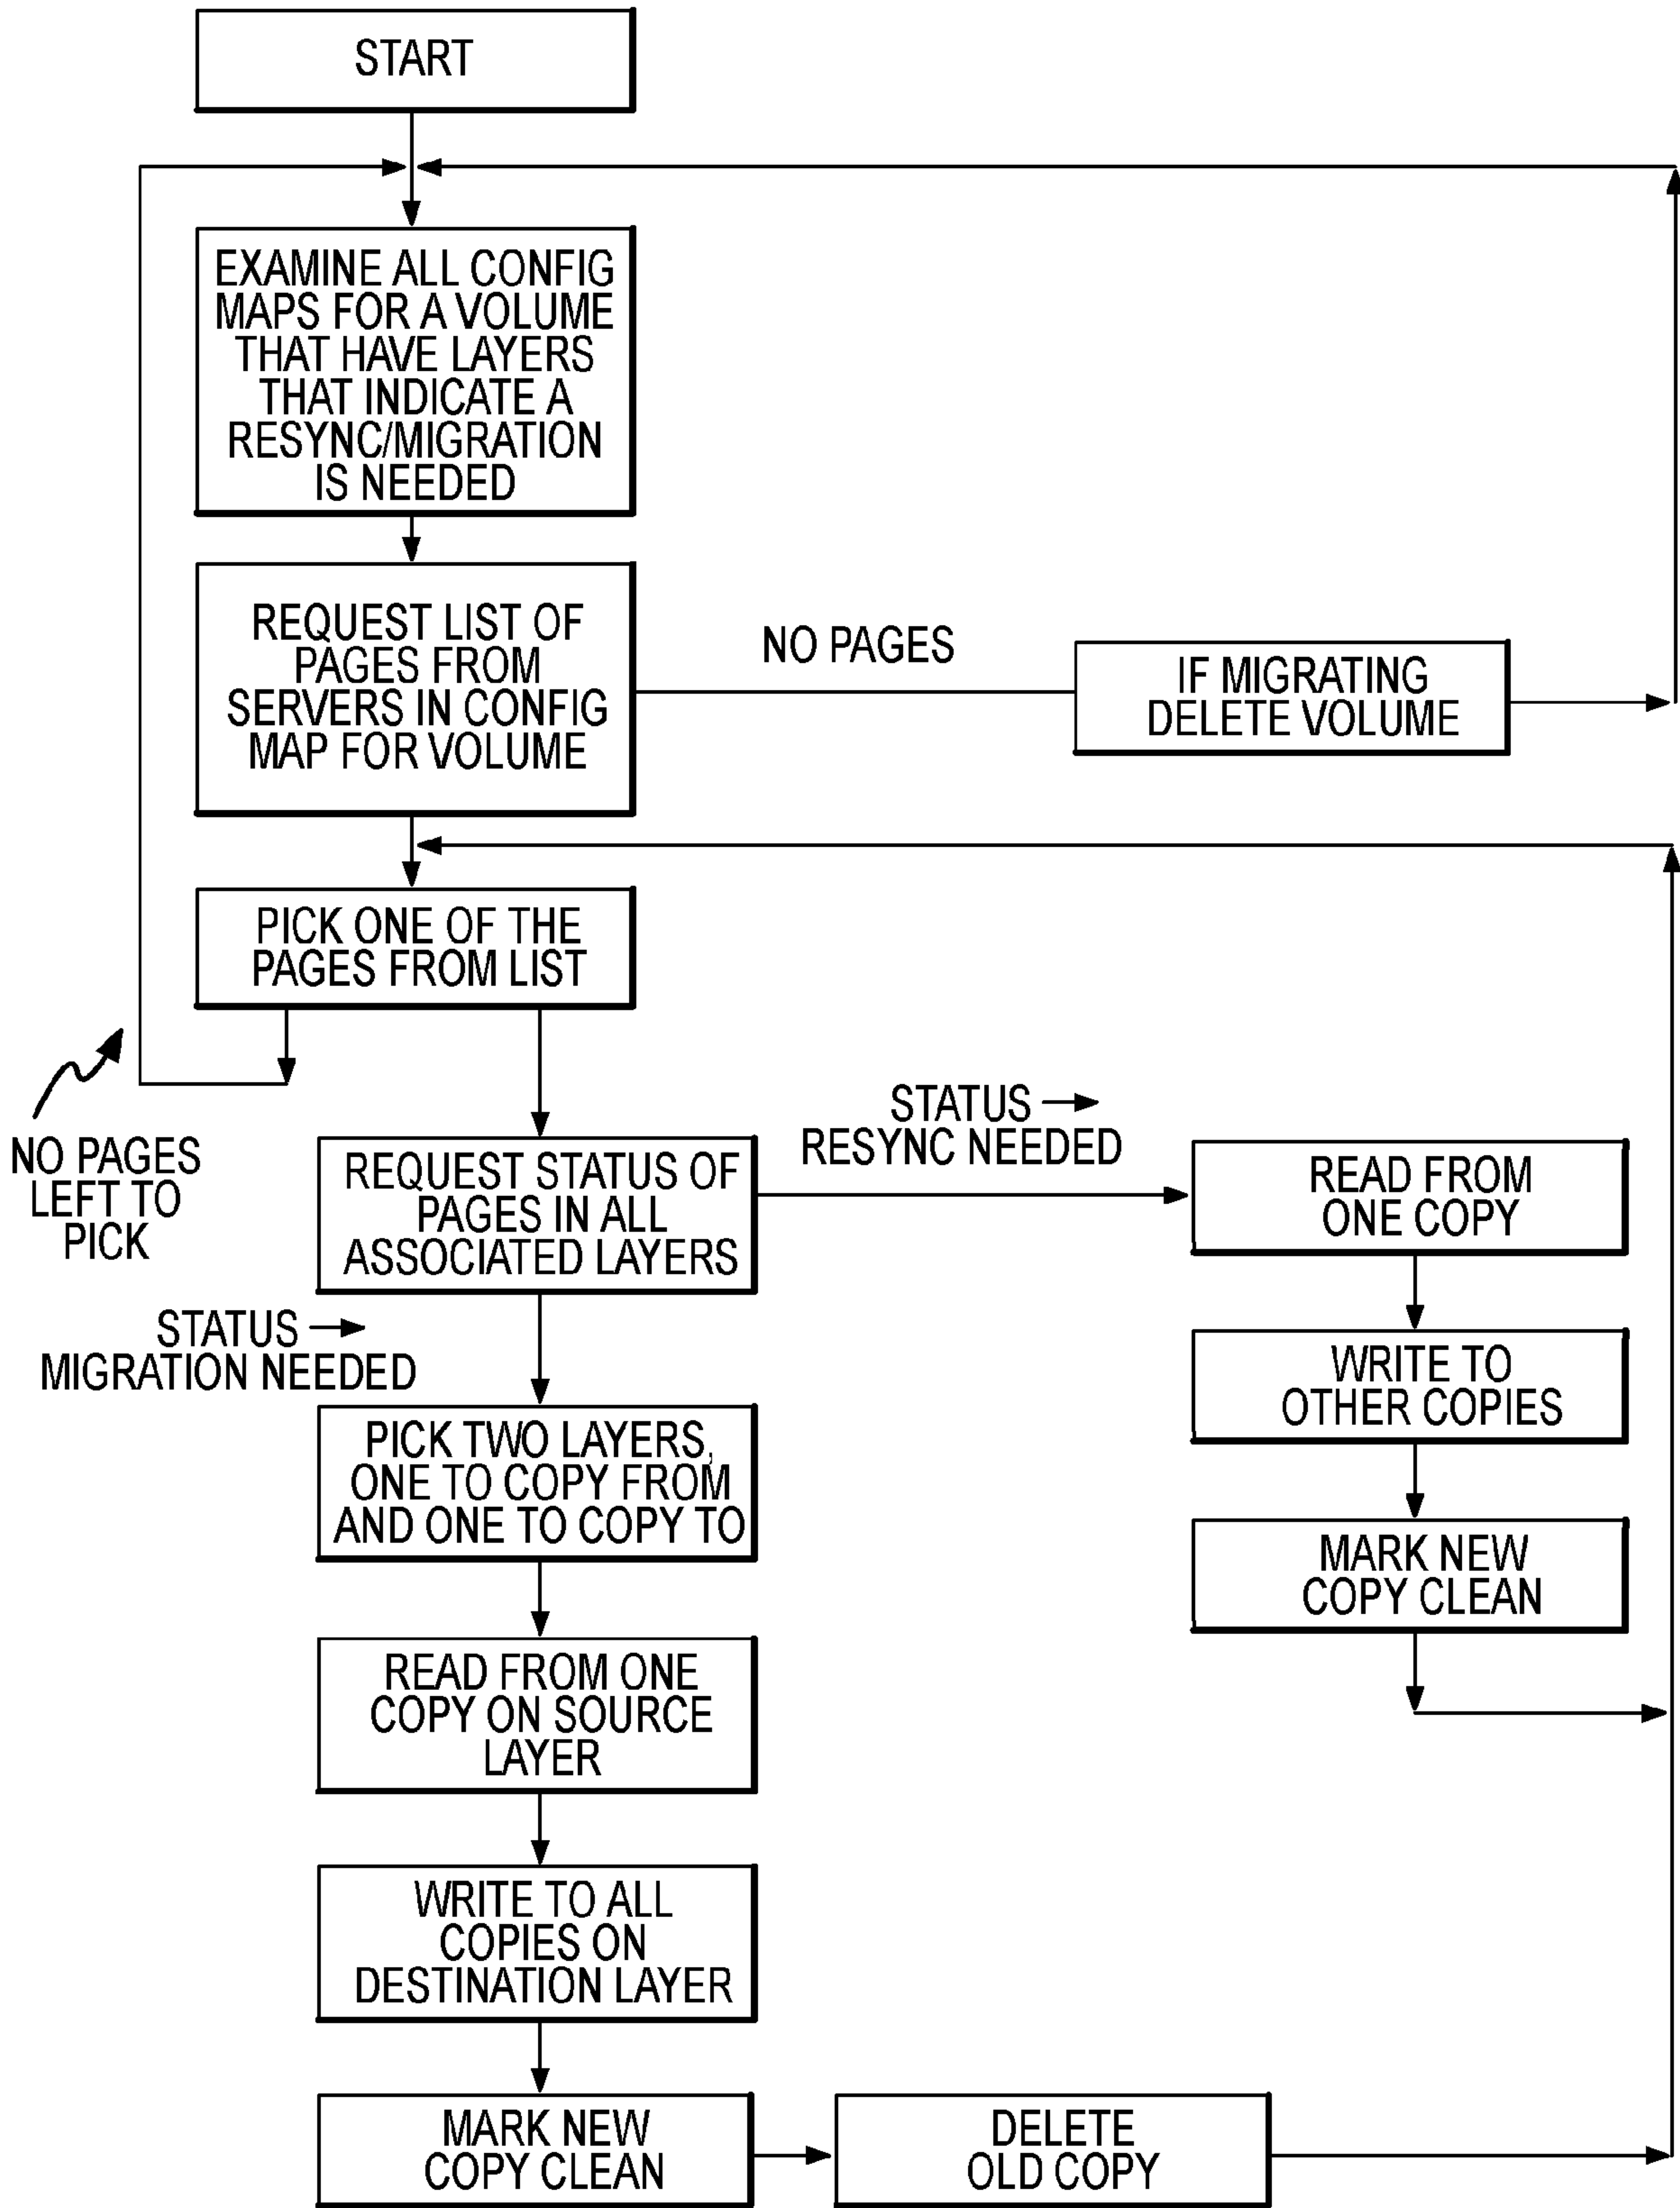 START
EXAMINE ALL CONFIG
MAPS FOR A VOLUME
THAT HAVE LAYERS
THAT INDICATE A
RESYNC/MIGRATION
IS NEEDED
REQUEST LIST OF
PAGES FROM
SERVERS IN CONFIG
MAP FOR VOLUME
NO PAGES
IF MIGRATING
DELETE VOLUME
PICK ONE OF THE
PAGES FROM LIST
NO PAGES
LEFT TO
PICK
REQUEST STATUS OF
PAGES IN ALL
ASSOCIATED LAYERS
STATUS →
RESYNC NEEDED
READ FROM
ONE COPY
WRITE TO
OTHER COPIES
MARK NEW
COPY CLEAN
STATUS →
MIGRATION NEEDED
PICK TWO LAYERS,
ONE TO COPY FROM
AND ONE TO COPY TO
READ FROM ONE
COPY ON SOURCE
LAYER
WRITE TO ALL
COPIES ON
DESTINATION LAYER
MARK NEW
COPY CLEAN
DELETE
OLD COPY